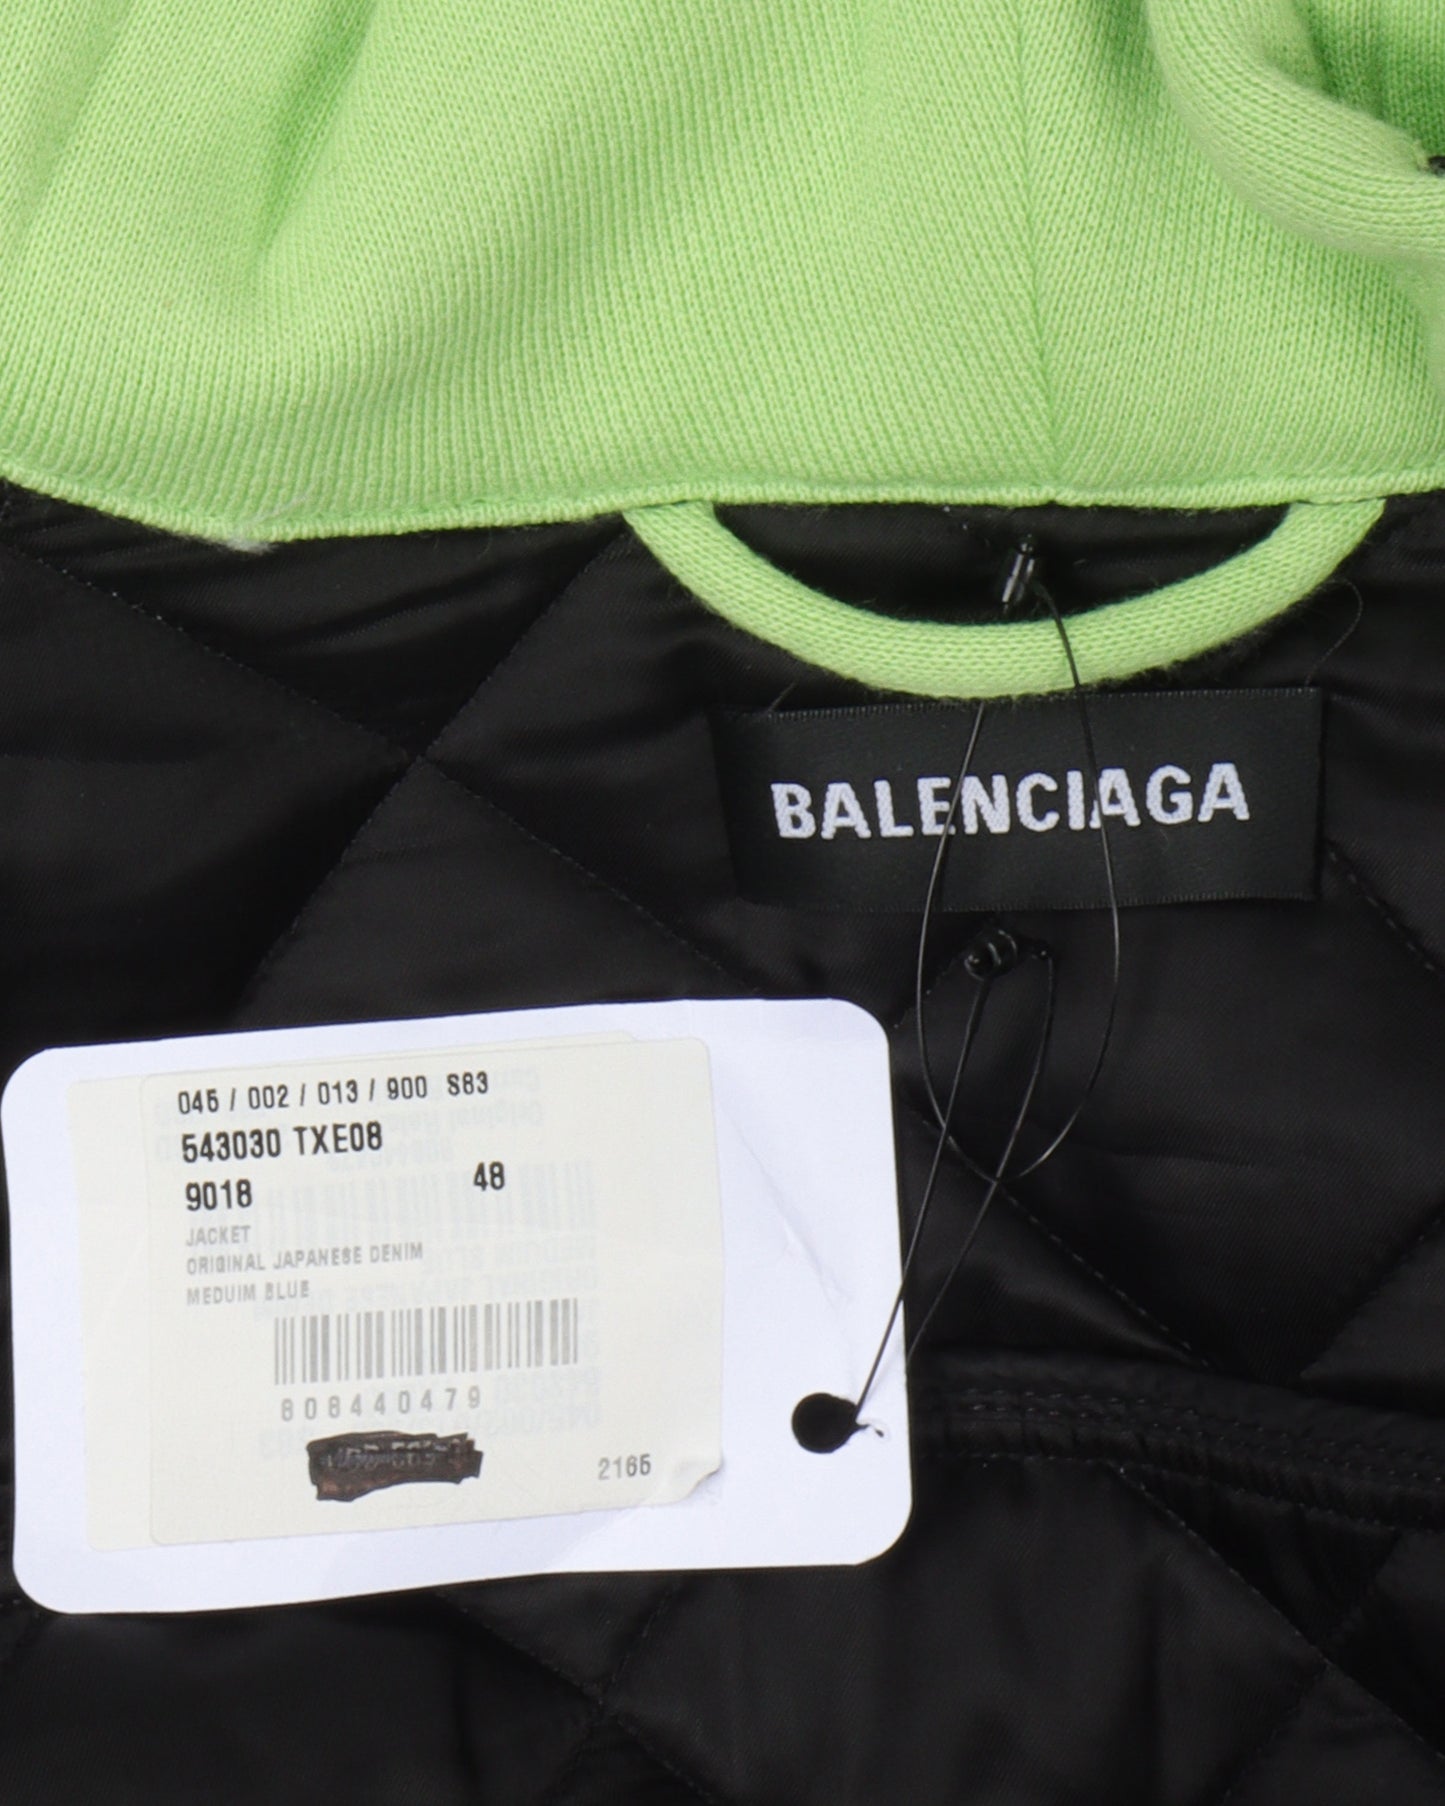 BALENCIAGA
045 / 002 / 013 / 900 S83
543030 TXE08
9018 48
JACKET
ORIGINAL JAPANESE DENIM
MEDUIM BLUE
808440479
2165